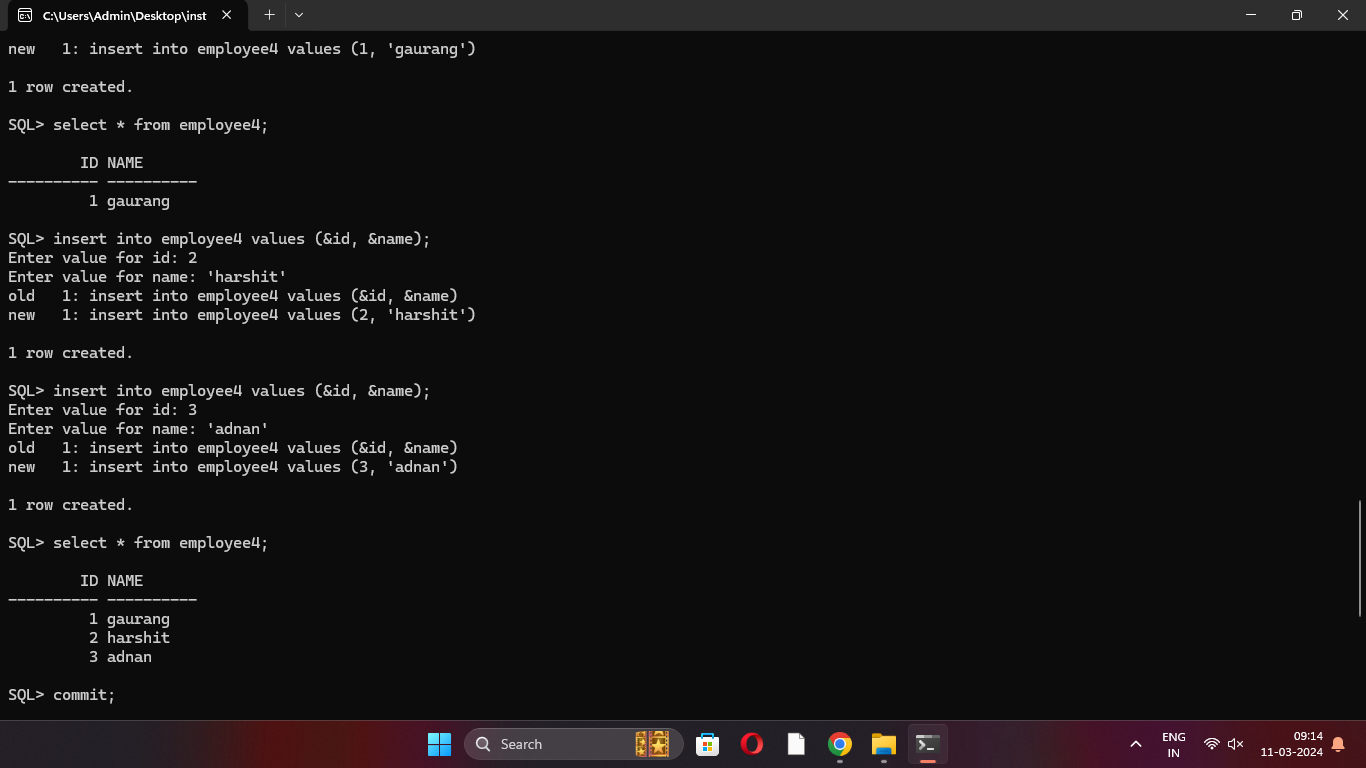 C:\Users\Admin\Desktop\inst
new   1: insert into employee4 values (1, 'gaurang')
1 row created.
SQL> select * from employee4;
        ID NAME
---------- ----------
         1 gaurang
SQL> insert into employee4 values (&id, &name);
Enter value for id: 2
Enter value for name: 'harshit'
old   1: insert into employee4 values (&id, &name)
new   1: insert into employee4 values (2, 'harshit')
1 row created.
SQL> insert into employee4 values (&id, &name);
Enter value for id: 3
Enter value for name: 'adnan'
old   1: insert into employee4 values (&id, &name)
new   1: insert into employee4 values (3, 'adnan')
1 row created.
SQL> select * from employee4;
        ID NAME
---------- ----------
         1 gaurang
         2 harshit
         3 adnan
SQL> commit;
Search
ENG
IN
09:14
11-03-2024